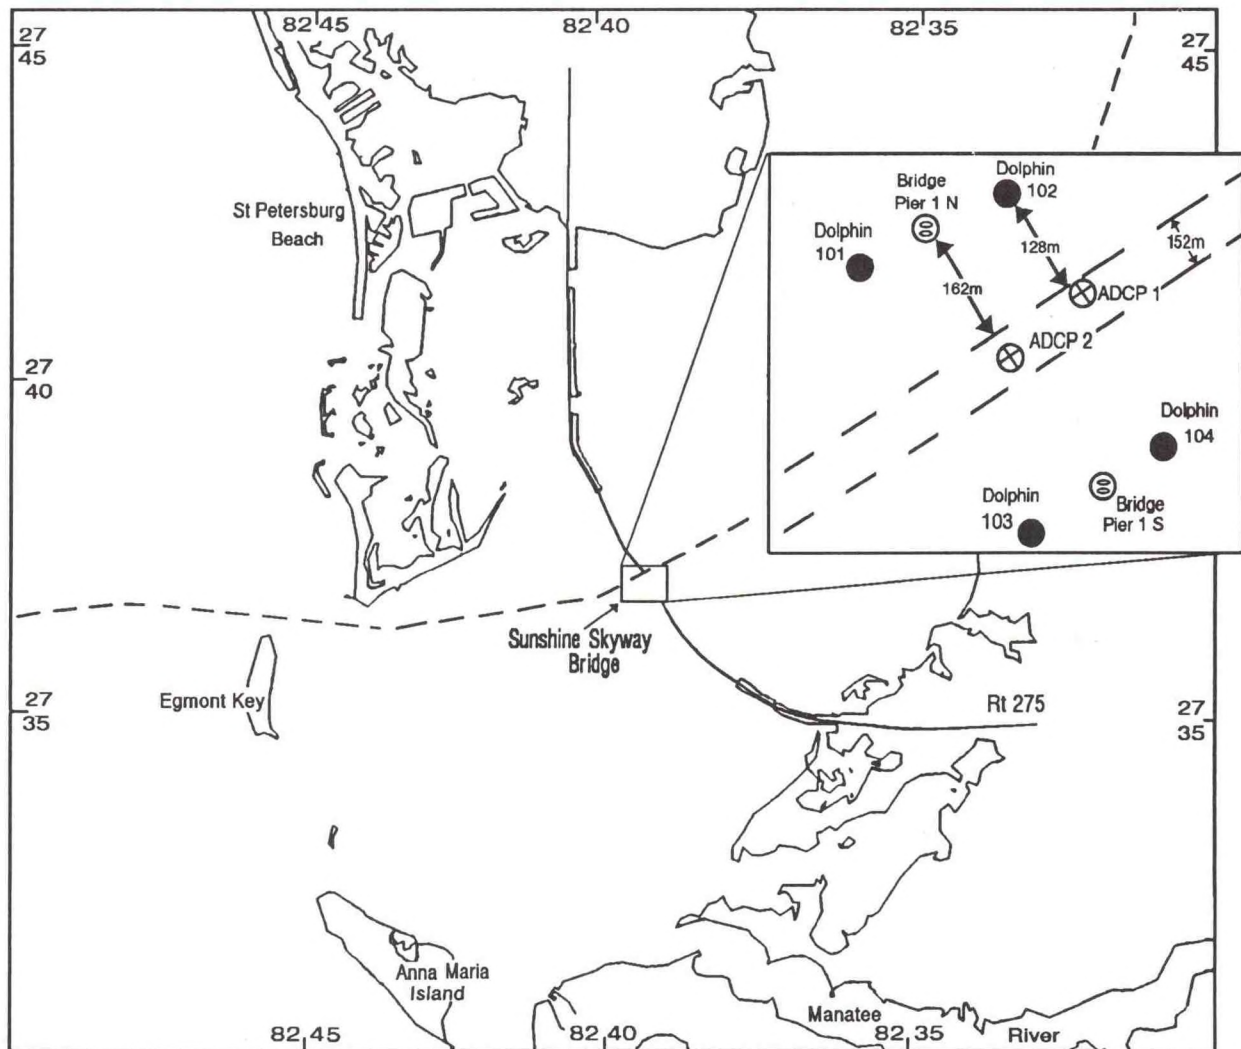 82 45
82 40
82 35
27
45
27
45
St Petersburg
Beach
Bridge
Pier 1 N
Dolphin
102
Dolphin
101
128m
152m
162m
ADCP 1
ADCP 2
Dolphin
104
Dolphin
103
Bridge
Pier 1 S
27
40
Sunshine Skyway
Bridge
Egmont Key
Rt 275
27
35
27
35
Anna Maria
Island
Manatee
River
82 45
82 40
82 35